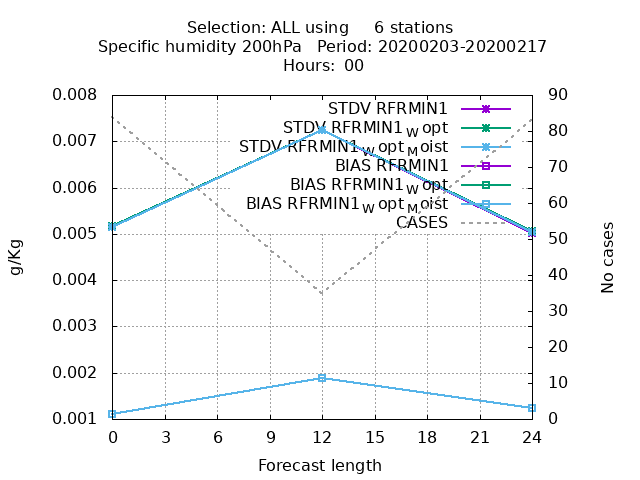 Selection: ALL using     6 stations
Specific humidity 200hPa   Period: 20200203-20200217
Hours:  00
0.008
0.007
0.006
0.005
0.004
0.003
0.002
0.001
g/Kg
STDV RFRMIN1
STDV RFRMIN1_W opt
STDV RFRMIN1_W opt_M oist
BIAS RFRMIN1
BIAS RFRMIN1_W opt
BIAS RFRMIN1_W opt_M oist
CASES
90
80
70
60
50
40
30
20
10
0
No cases
0 3 6 9 12 15 18 21 24
Forecast length